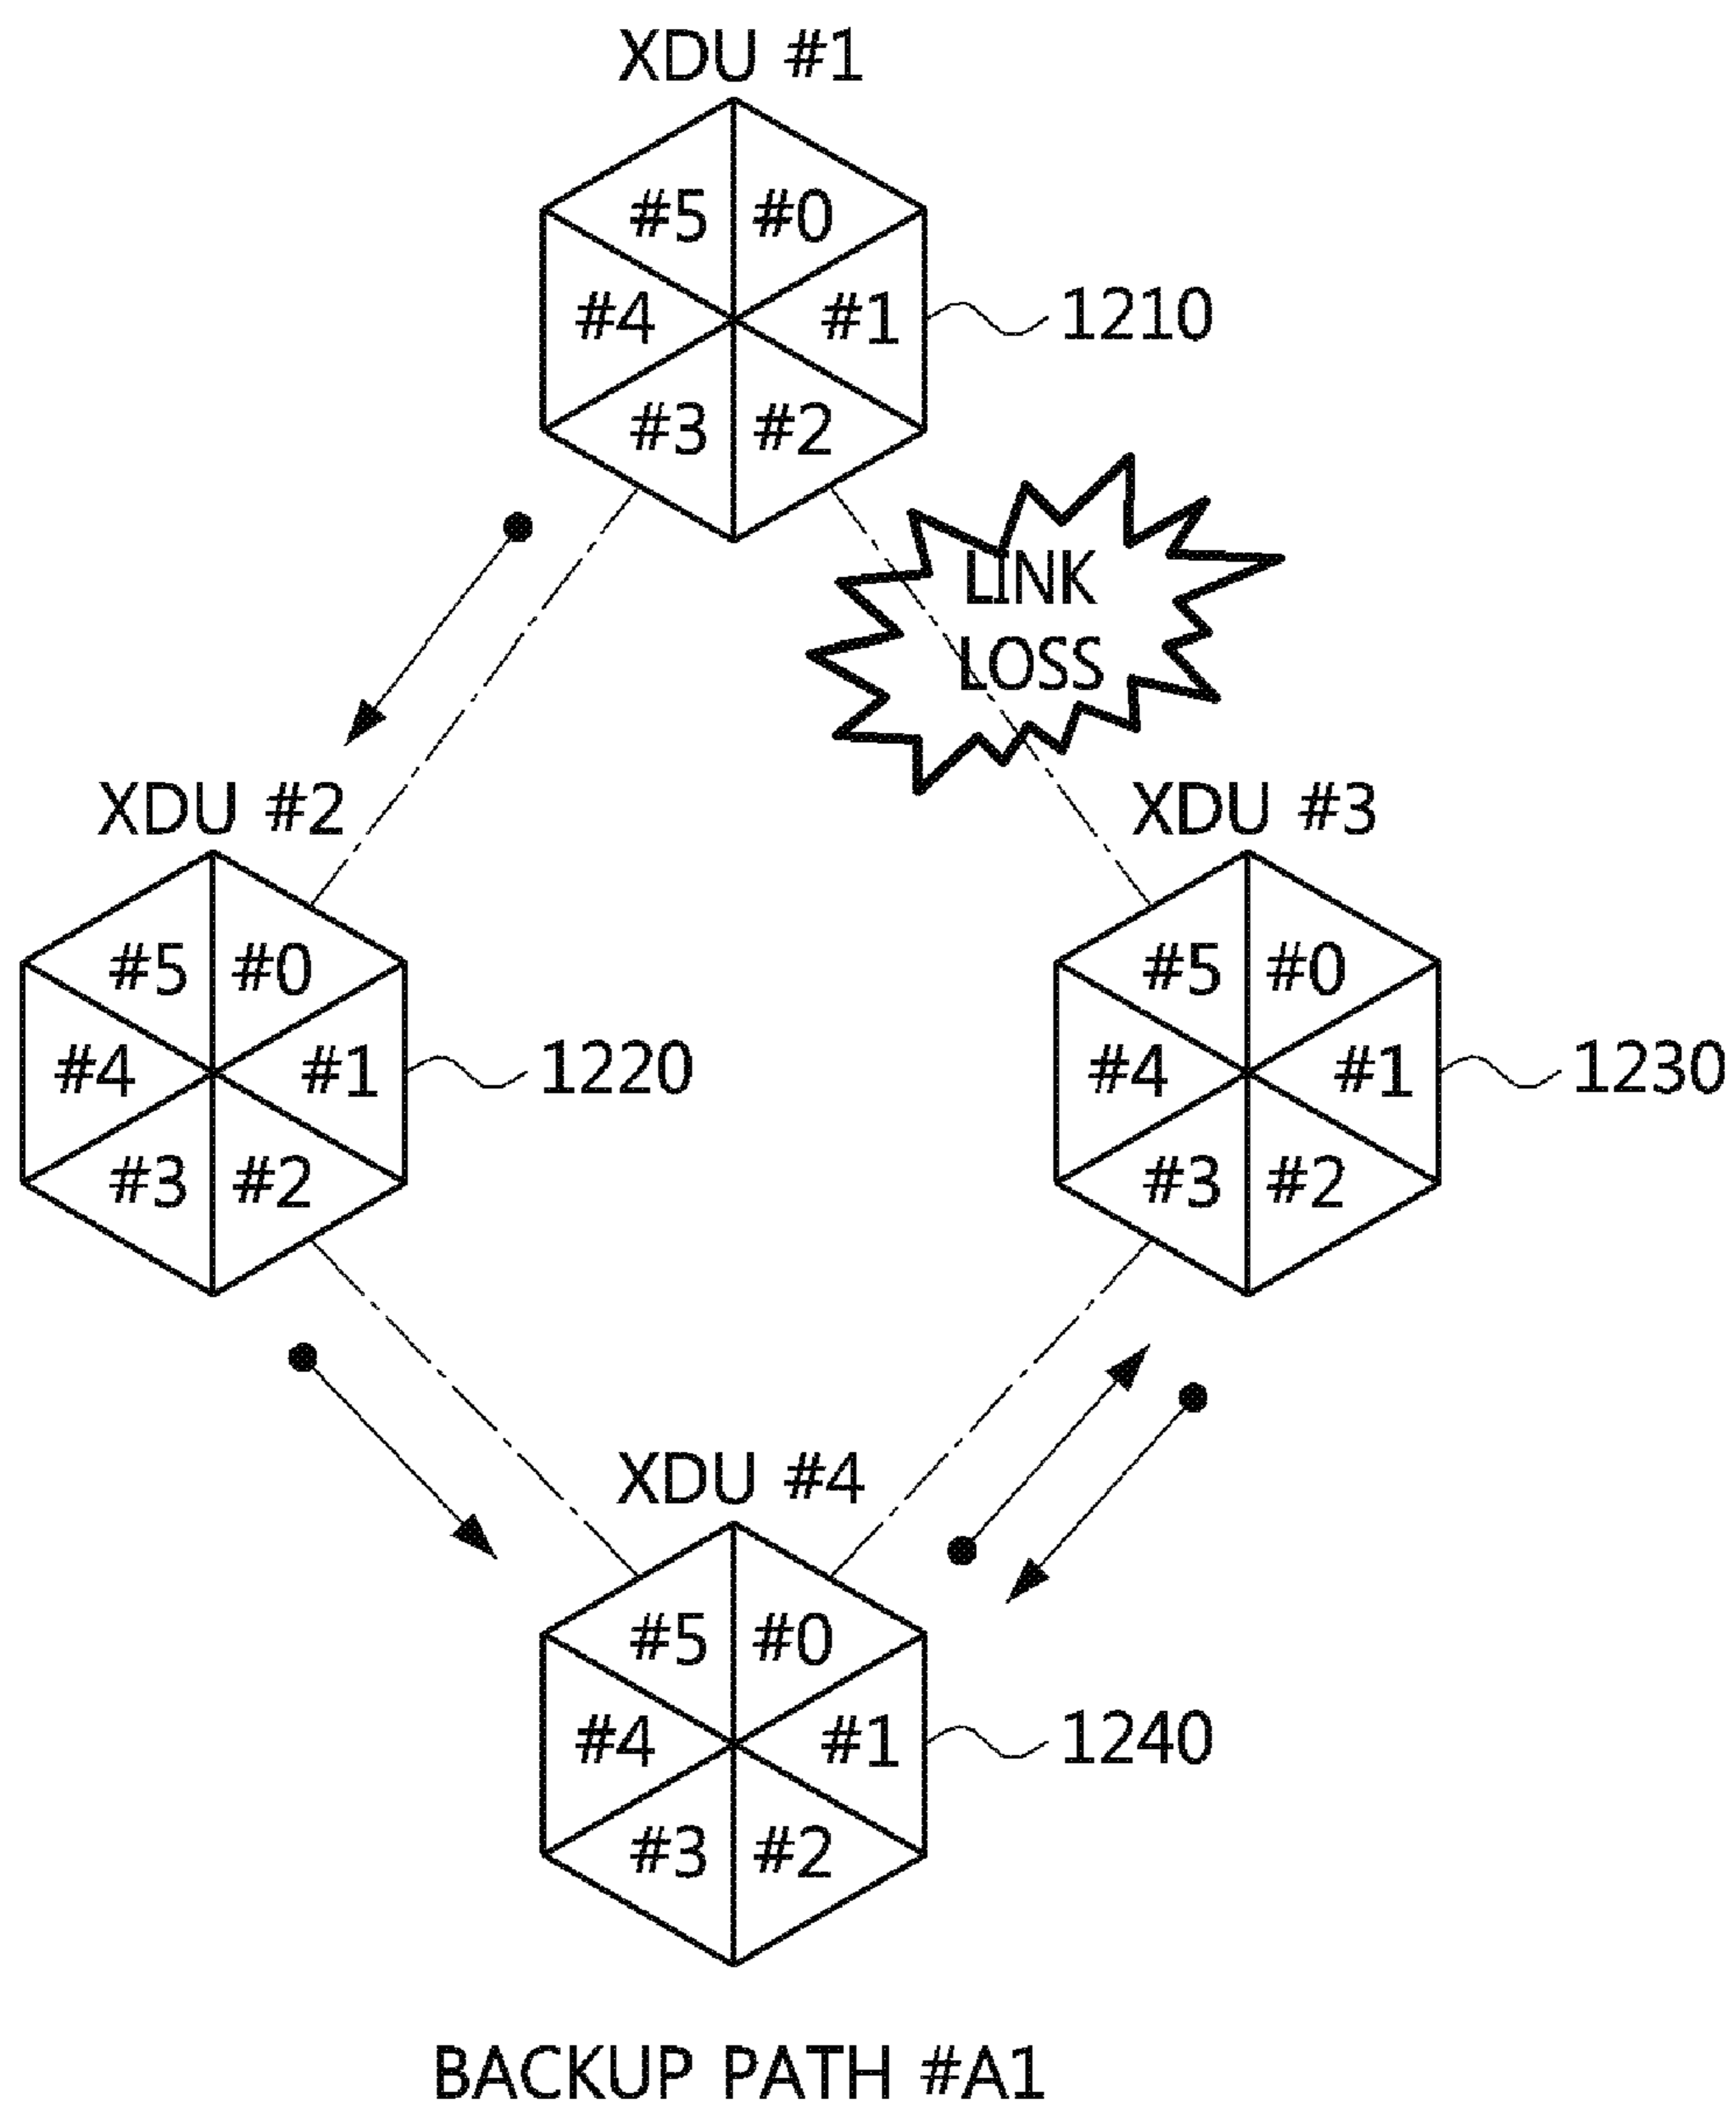 XDU #1
#5 #0
#4 #1 1210
#3 #2
LINK
LOSS
XDU #2 XDU #3
#5 #0 #5 #0
#4 #1 1220 #4 #1 1230
#3 #2 #3 #2
XDU #4
#5 #0
#4 #1 1240
#3 #2
BACKUP PATH #A1